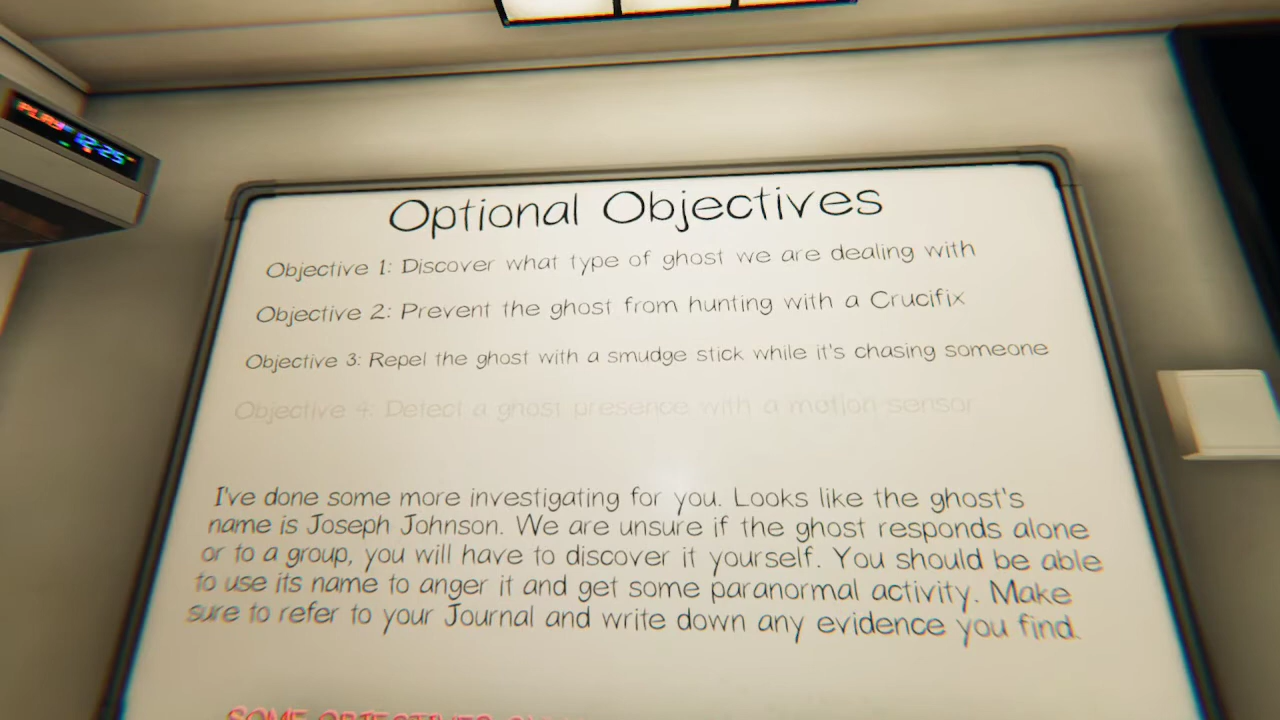 PLAY 12:25
Optional Objectives
Objective 1: Discover what type of ghost we are dealing with
Objective 2: Prevent the ghost from hunting with a Crucifix
Objective 3: Repel the ghost with a smudge stick while it's chasing someone
Objective 4: Detect a ghost presence with a motion sensor
I've done some more investigating for you. Looks like the ghost's
name is Joseph Johnson. We are unsure if the ghost responds alone
or to a group, you will have to discover it yourself. You should be able
to use its name to anger it and get some paranormal activity. Make
sure to refer to your Journal and write down any evidence you find.
SOME OBJECTIVES